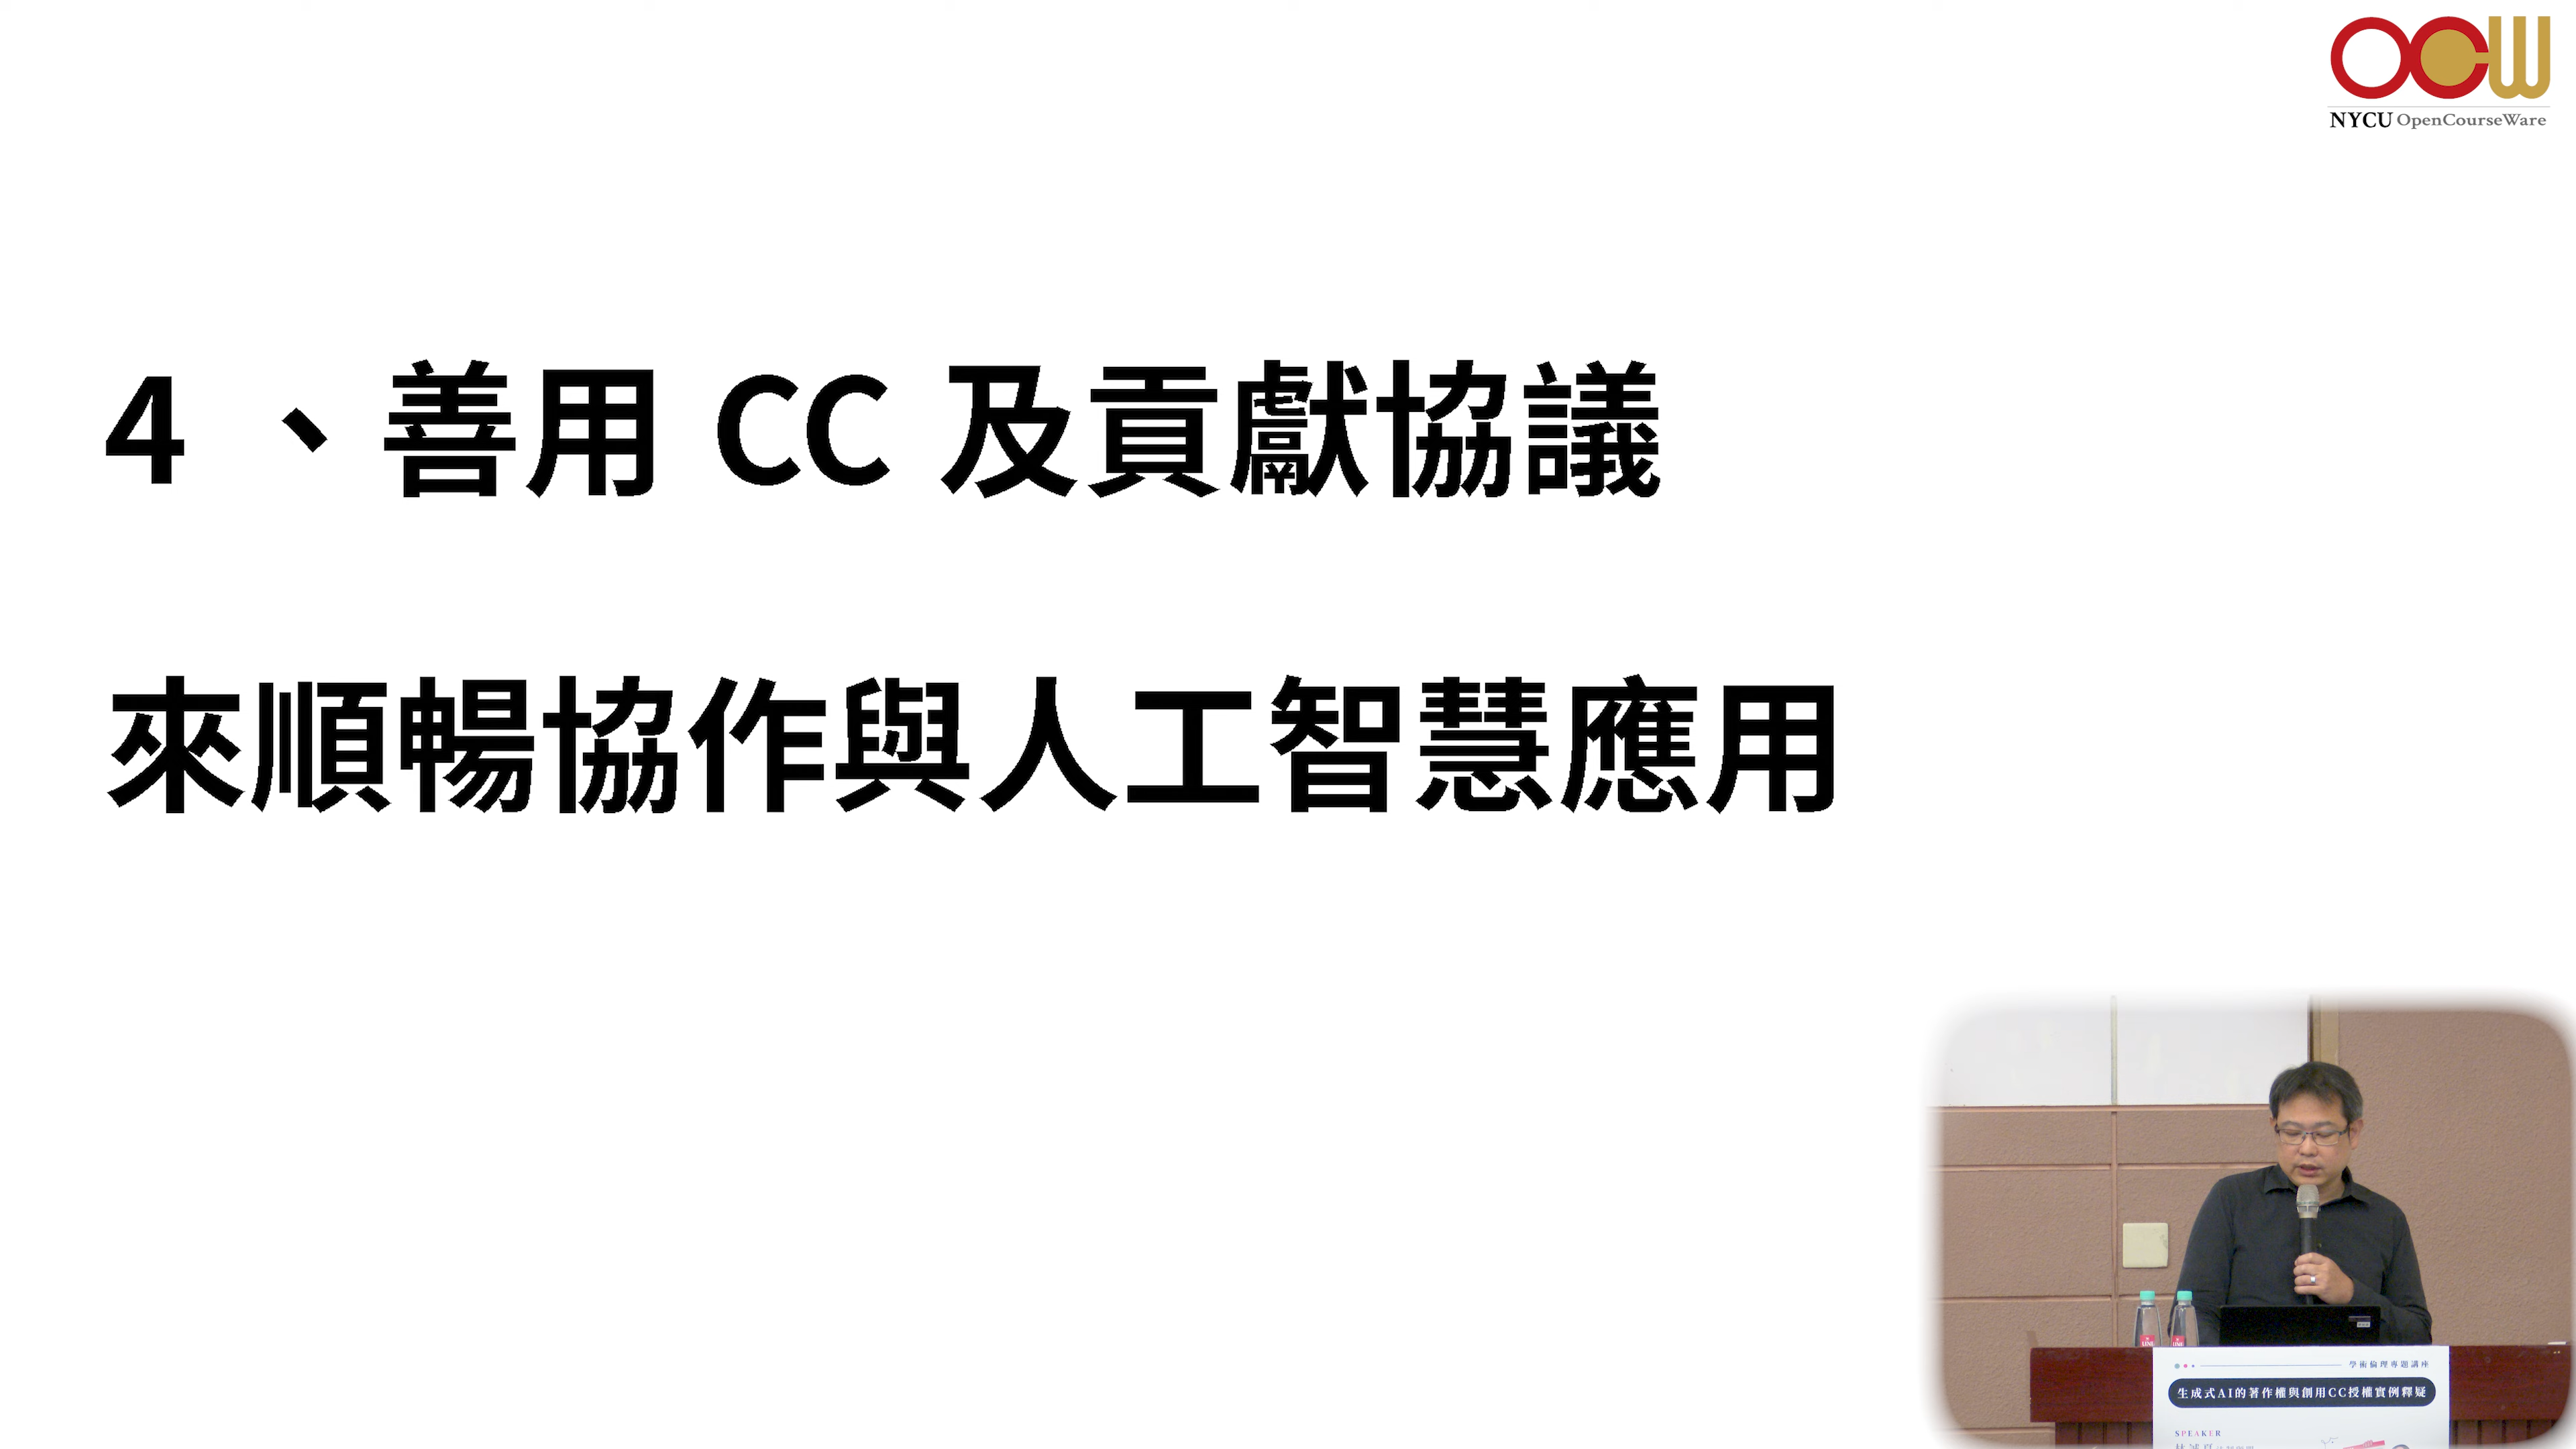 OCW
NYCU OpenCourseWare
4 、善用 CC 及貢獻協議
來順暢協作與人工智慧應用
學術倫理專題講座
生成式AI的著作權與創用CC授權實例釋疑
SPEAKER